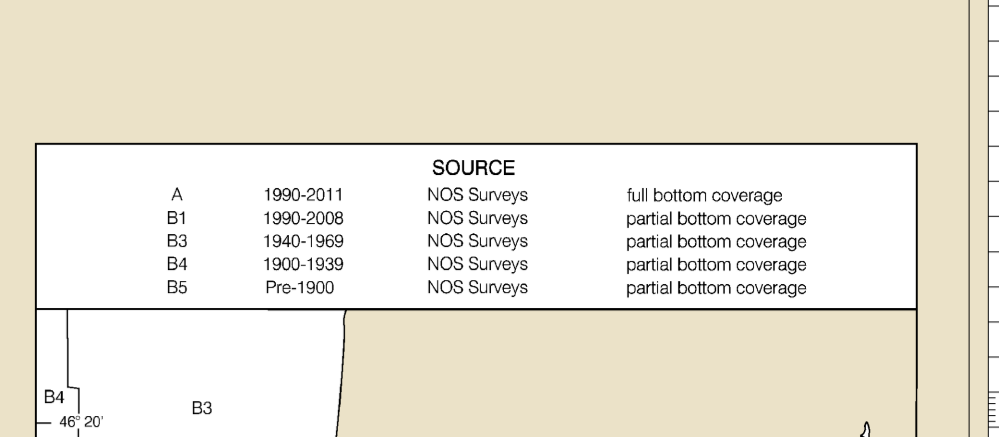 SOURCE
A 1990-2011 NOS Surveys full bottom coverage
B1 1990-2008 NOS Surveys partial bottom coverage
B3 1940-1969 NOS Surveys partial bottom coverage
B4 1900-1939 NOS Surveys partial bottom coverage
B5 Pre-1900 NOS Surveys partial bottom coverage
B4
B3
46° 20'